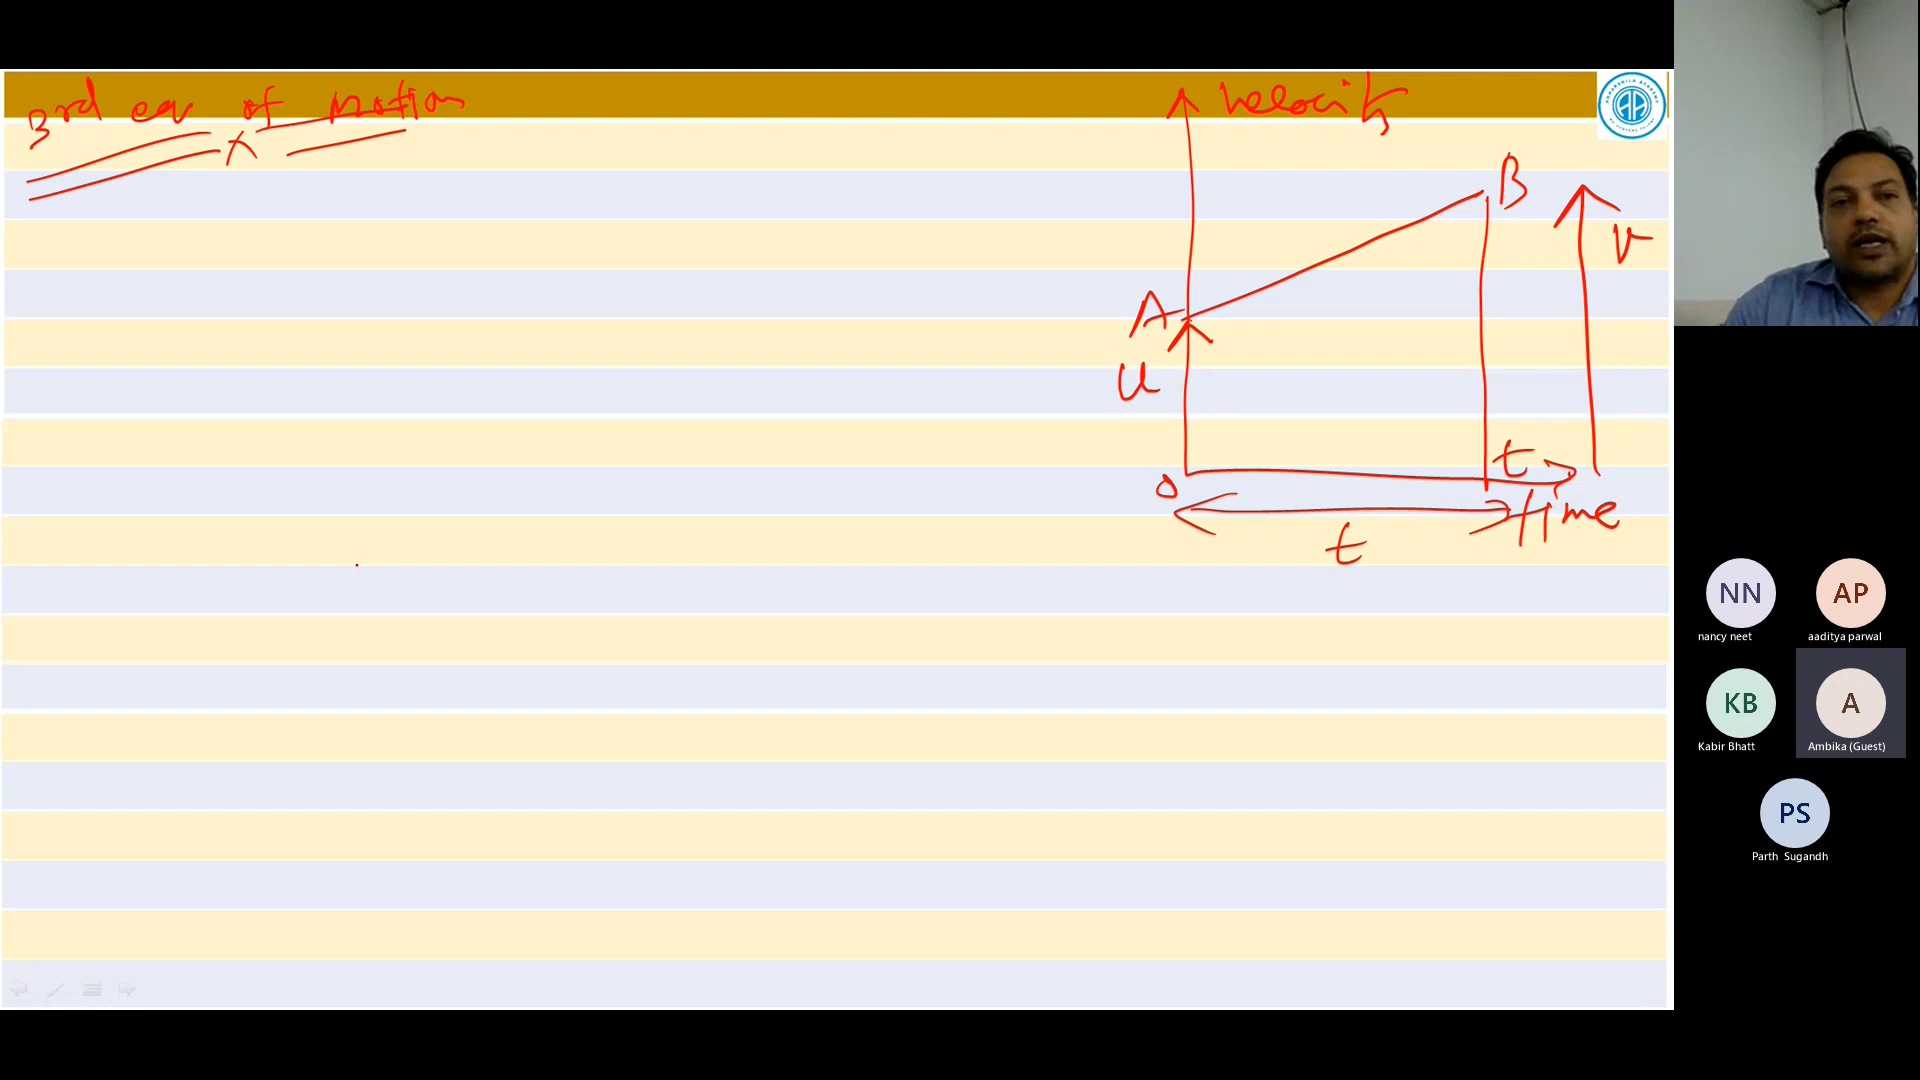 3rd eqn of motion
x
velocity
B
v
A
u
t
O
time
t
NN
AP
nancy neet
aaditya parwal
KB
A
Kabir Bhatt
Ambika (Guest)
PS
Parth Sugandh